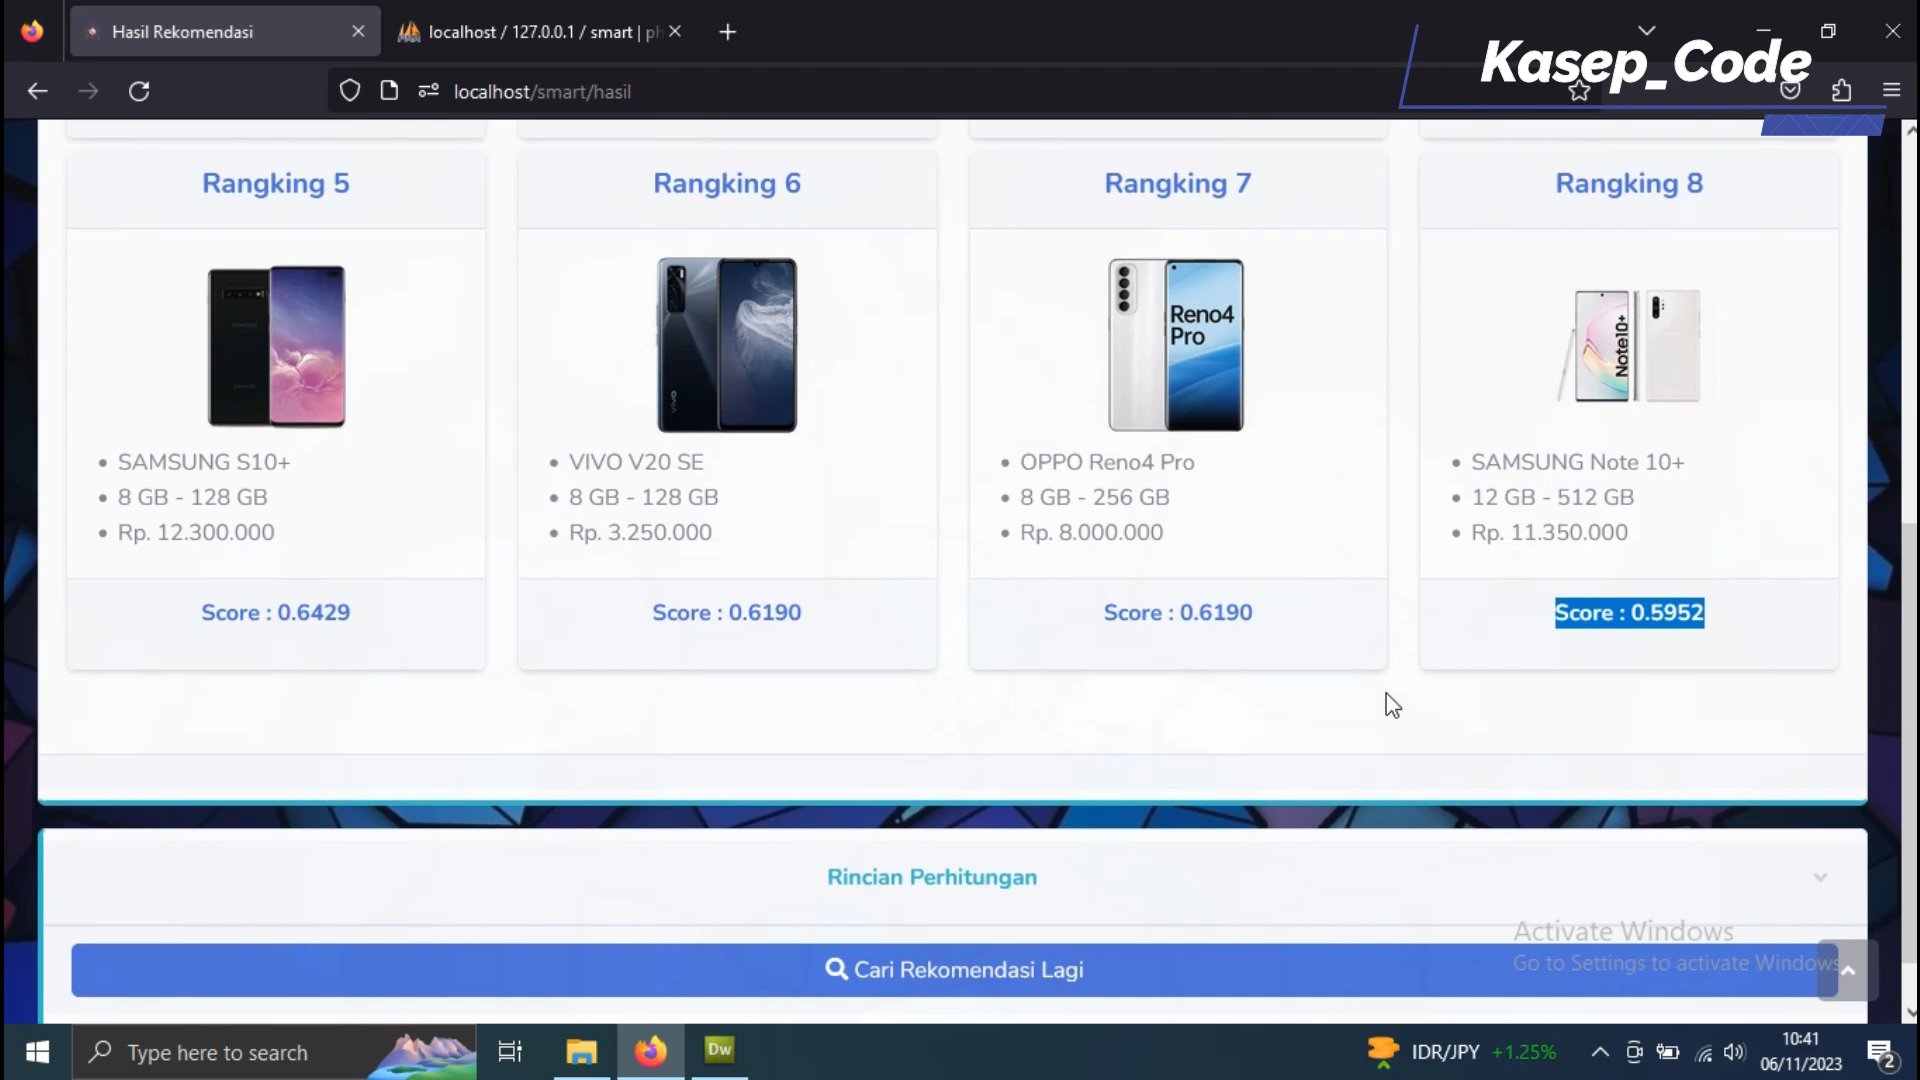 Hasil Rekomendasi
localhost / 127.0.0.1 / smart | ph
Kasep_Code
localhost/smart/hasil
Rangking 5
Rangking 6
Rangking 7
Rangking 8
Reno4
Pro
Note10+
SAMSUNG S10+
8 GB - 128 GB
Rp. 12.300.000
VIVO V20 SE
8 GB - 128 GB
Rp. 3.250.000
OPPO Reno4 Pro
8 GB - 256 GB
Rp. 8.000.000
SAMSUNG Note 10+
12 GB - 512 GB
Rp. 11.350.000
Score : 0.6429
Score : 0.6190
Score : 0.6190
Score : 0.5952
Rincian Perhitungan
Activate Windows
Go to Settings to activate Windows
Cari Rekomendasi Lagi
Type here to search
Dw
IDR/JPY +1.25%
10:41
06/11/2023
2